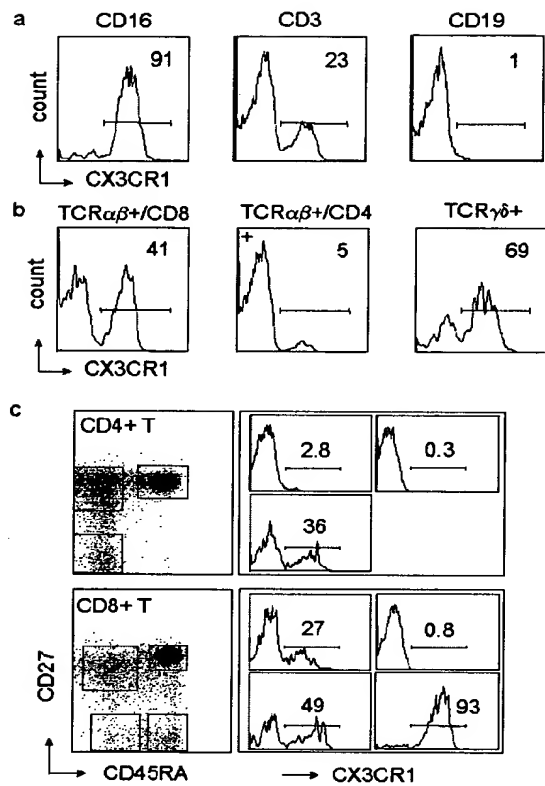 a
CD16 CD3 CD19
91 23 1
count
CX3CR1
b
TCRαβ+/CD8 TCRαβ+/CD4 TCRγδ+
+
41 5 69
count
CX3CR1
c
CD4+ T
2.8 0.3
36
CD8+ T
27 0.8
49 93
CD27
CD45RA CX3CR1